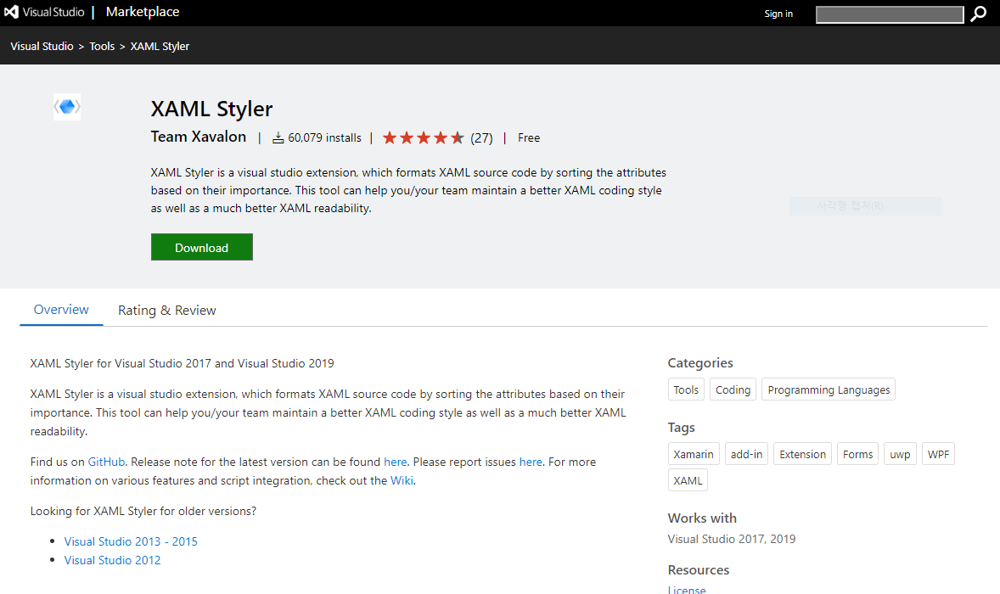 Visual Studio | Marketplace
Sign in
Visual Studio > Tools > XAML Styler
XAML Styler
Team Xavalon | 60,079 installs | (27) | Free
XAML Styler is a visual studio extension, which formats XAML source code by sorting the attributes
based on their importance. This tool can help you/your team maintain a better XAML coding style
as well as a much better XAML readability.
사각형 캡처(R)
Download
Overview Rating & Review
XAML Styler for Visual Studio 2017 and Visual Studio 2019
XAML Styler is a visual studio extension, which formats XAML source code by sorting the attributes based on their
importance. This tool can help you/your team maintain a better XAML coding style as well as a much better XAML
readability.
Find us on GitHub. Release note for the latest version can be found here. Please report issues here. For more
information on various features and script integration, check out the Wiki.
Looking for XAML Styler for older versions?
• Visual Studio 2013 - 2015
• Visual Studio 2012
Categories
Tools Coding Programming Languages
Tags
Xamarin add-in Extension Forms uwp WPF
XAML
Works with
Visual Studio 2017, 2019
Resources
License